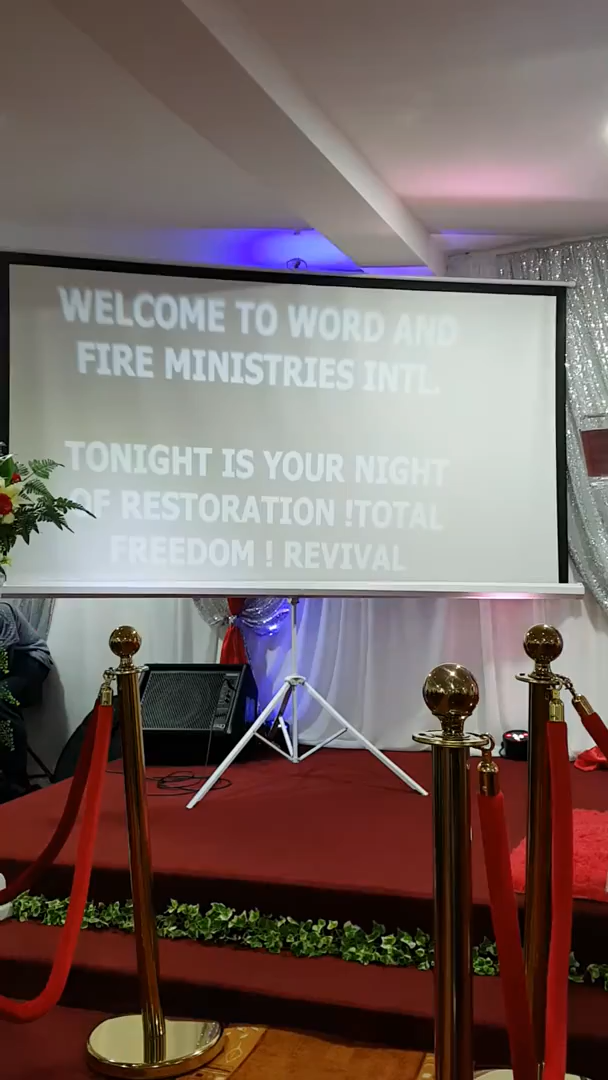 WELCOME TO WORD AND
FIRE MINISTRIES INTL.
TONIGHT IS YOUR NIGHT
OF RESTORATION !TOTAL
FREEDOM ! REVIVAL